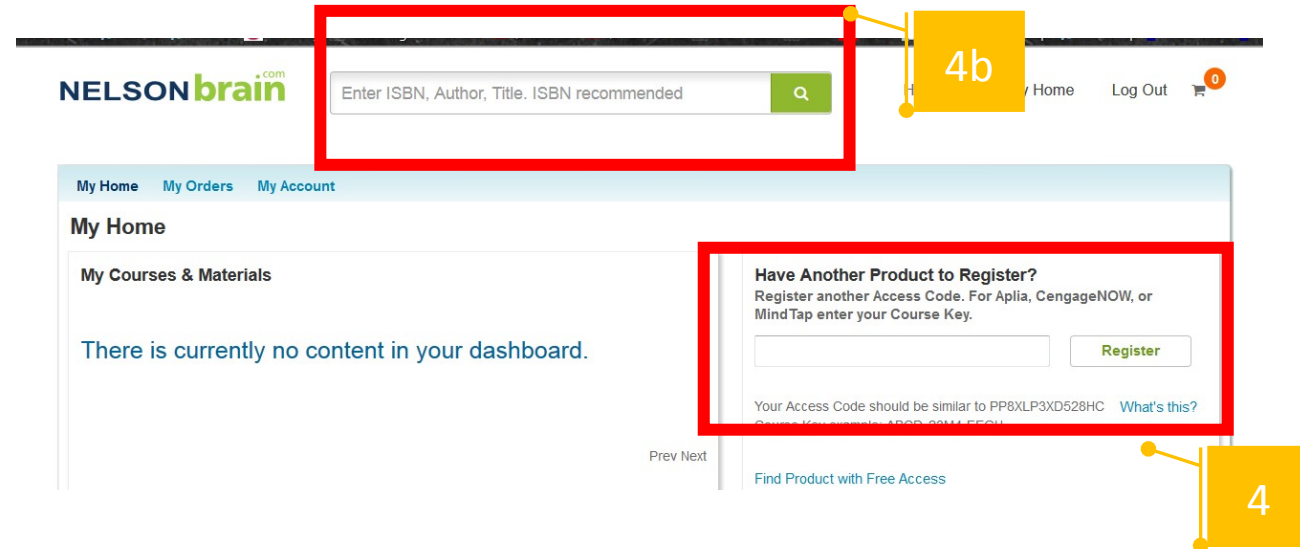 4b
NELSONbrain.com
Enter ISBN, Author, Title. ISBN recommended
Home
Log Out
0
My Home
My Orders
My Account
My Home
My Courses & Materials
There is currently no content in your dashboard.
Prev Next
Have Another Product to Register?
Register another Access Code. For Aplia, CengageNOW, or
MindTap enter your Course Key.
Register
Your Access Code should be similar to PP8XLP3XD528HC
What's this?
Find Product with Free Access
4